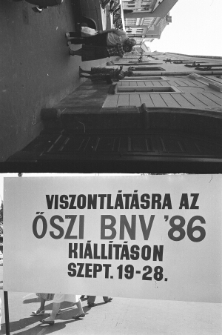 VISZONTLÁTÁSRA AZ
ŐSZI BNV '86
KIÁLLÍTÁSON
SZEPT. 19-28.